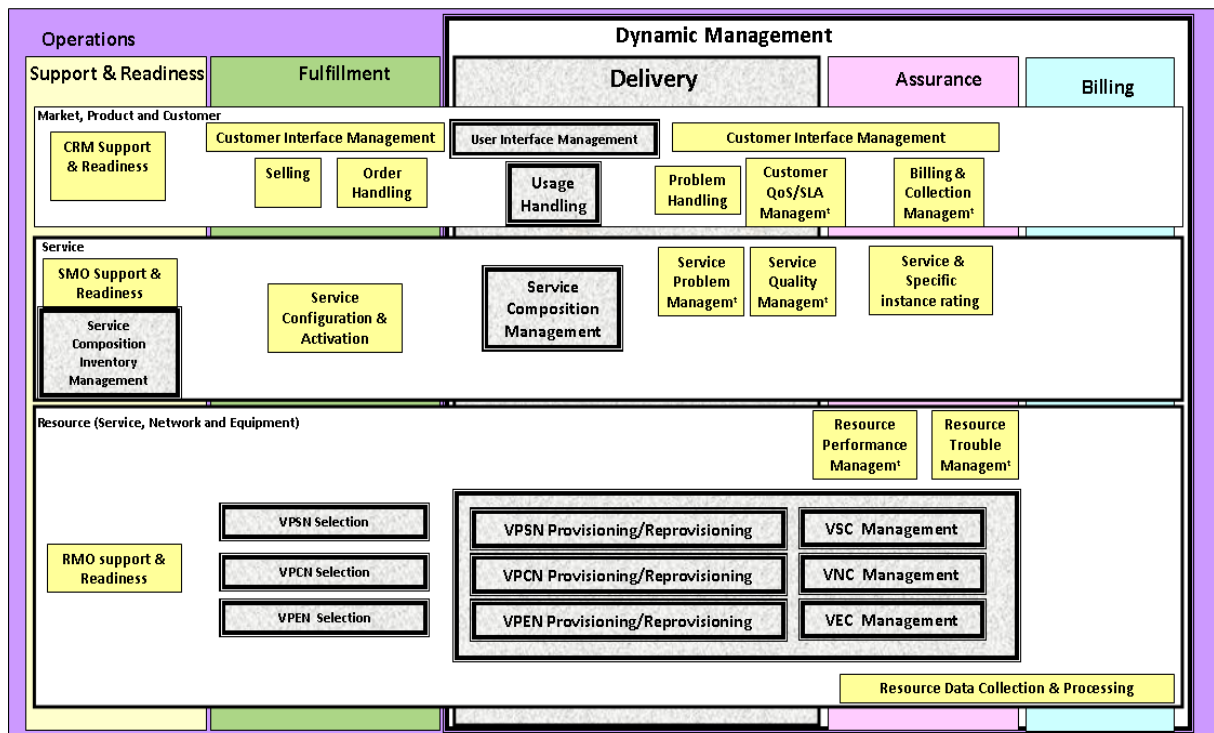 Operations
Dynamic Management
Support & Readiness
Fulfillment
Delivery
Assurance
Billing
Market, Product and Customer
CRM Support
& Readiness
Customer Interface Management
User Interface Management
Customer Interface Management
Selling
Order
Handling
Usage
Handling
Problem
Handling
Customer
QoS/SLA
Managemᵗ
Billing &
Collection
Managemᵗ
Service
SMO Support &
Readiness
Service
Composition
Inventory
Management
Service
Configuration &
Activation
Service
Composition
Management
Service
Problem
Managemᵗ
Service
Quality
Managemᵗ
Service &
Specific
instance rating
Resource (Service, Network and Equipment)
Resource
Performance
Managemᵗ
Resource
Trouble
Managemᵗ
RMO support &
Readiness
VPSN Selection
VPSN Provisioning/Reprovisioning
VSC Management
VPCN Selection
VPCN Provisioning/Reprovisioning
VNC Management
VPEN Selection
VPEN Provisioning/Reprovisioning
VEC Management
Resource Data Collection & Processing